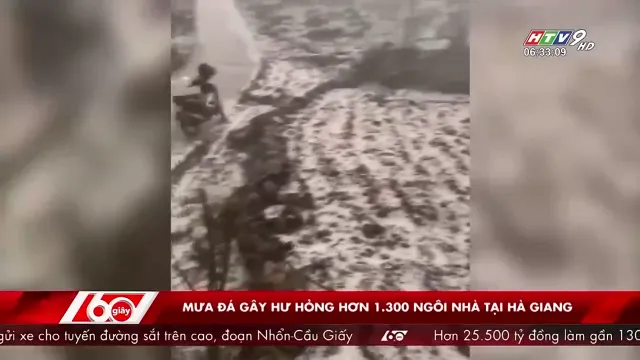 HTV9 HD
06:33:09
60 giây
MƯA ĐÁ GÂY HƯ HỎNG HƠN 1.300 NGÔI NHÀ TẠI HÀ GIANG
gửi xe cho tuyến đường sắt trên cao, đoạn Nhổn-Cầu Giấy 60 Hơn 25.500 tỷ đồng làm gần 130